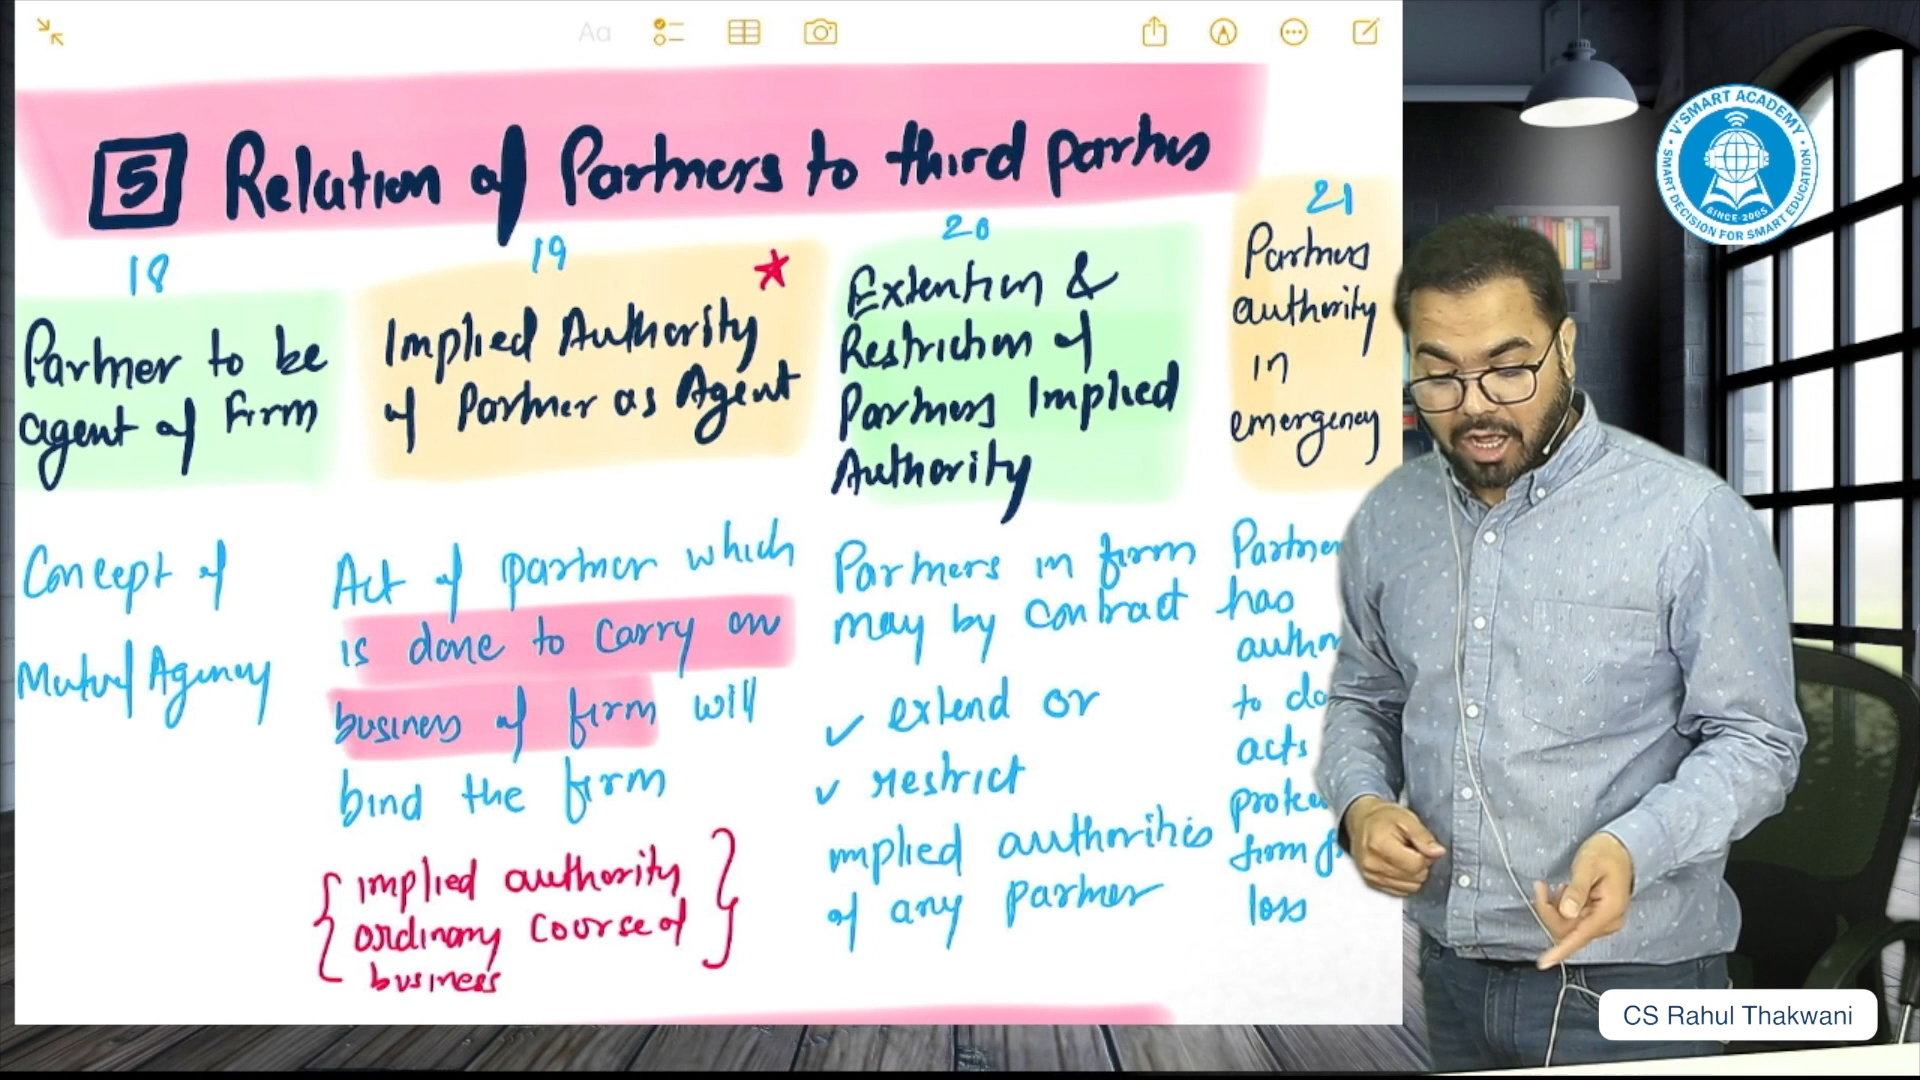 Aa
5 Relation of Partners to third parties
18
Partner to be
agent of firm
Concept of
Mutual Agency
19
Implied Authority
of Partner as Agent
Act of partner which
is done to carry on
business of firm will
bind the firm
implied authority
ordinary course of
business
20
Extention &
Restriction of
Partners Implied
Authority
Partners in firm
may by contract
extend or
restrict
implied authorities
of any partner
21
Partners
authority
in
emergency
Partner
has
to do
acts
from
loss
V'SMART ACADEMY
SMART DECISION FOR SMART EDUCATION
SINCE-2005
CS Rahul Thakwani